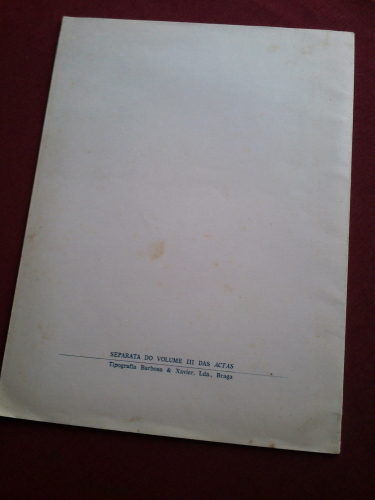 SEPARATA DO VOLUME III DAS ACTAS
Tipografia Barbosa & Xavier, Lda., Braga